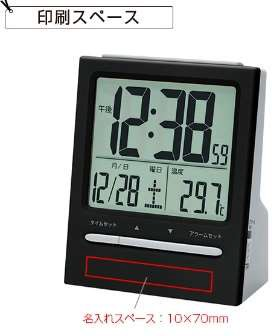 印刷スペース
午後 12:38 59
月/日 曜日 温度
12/28 土 29.7℃
タイムセット ▲ ▼ アラームセット
名入れスペース：10×70mm